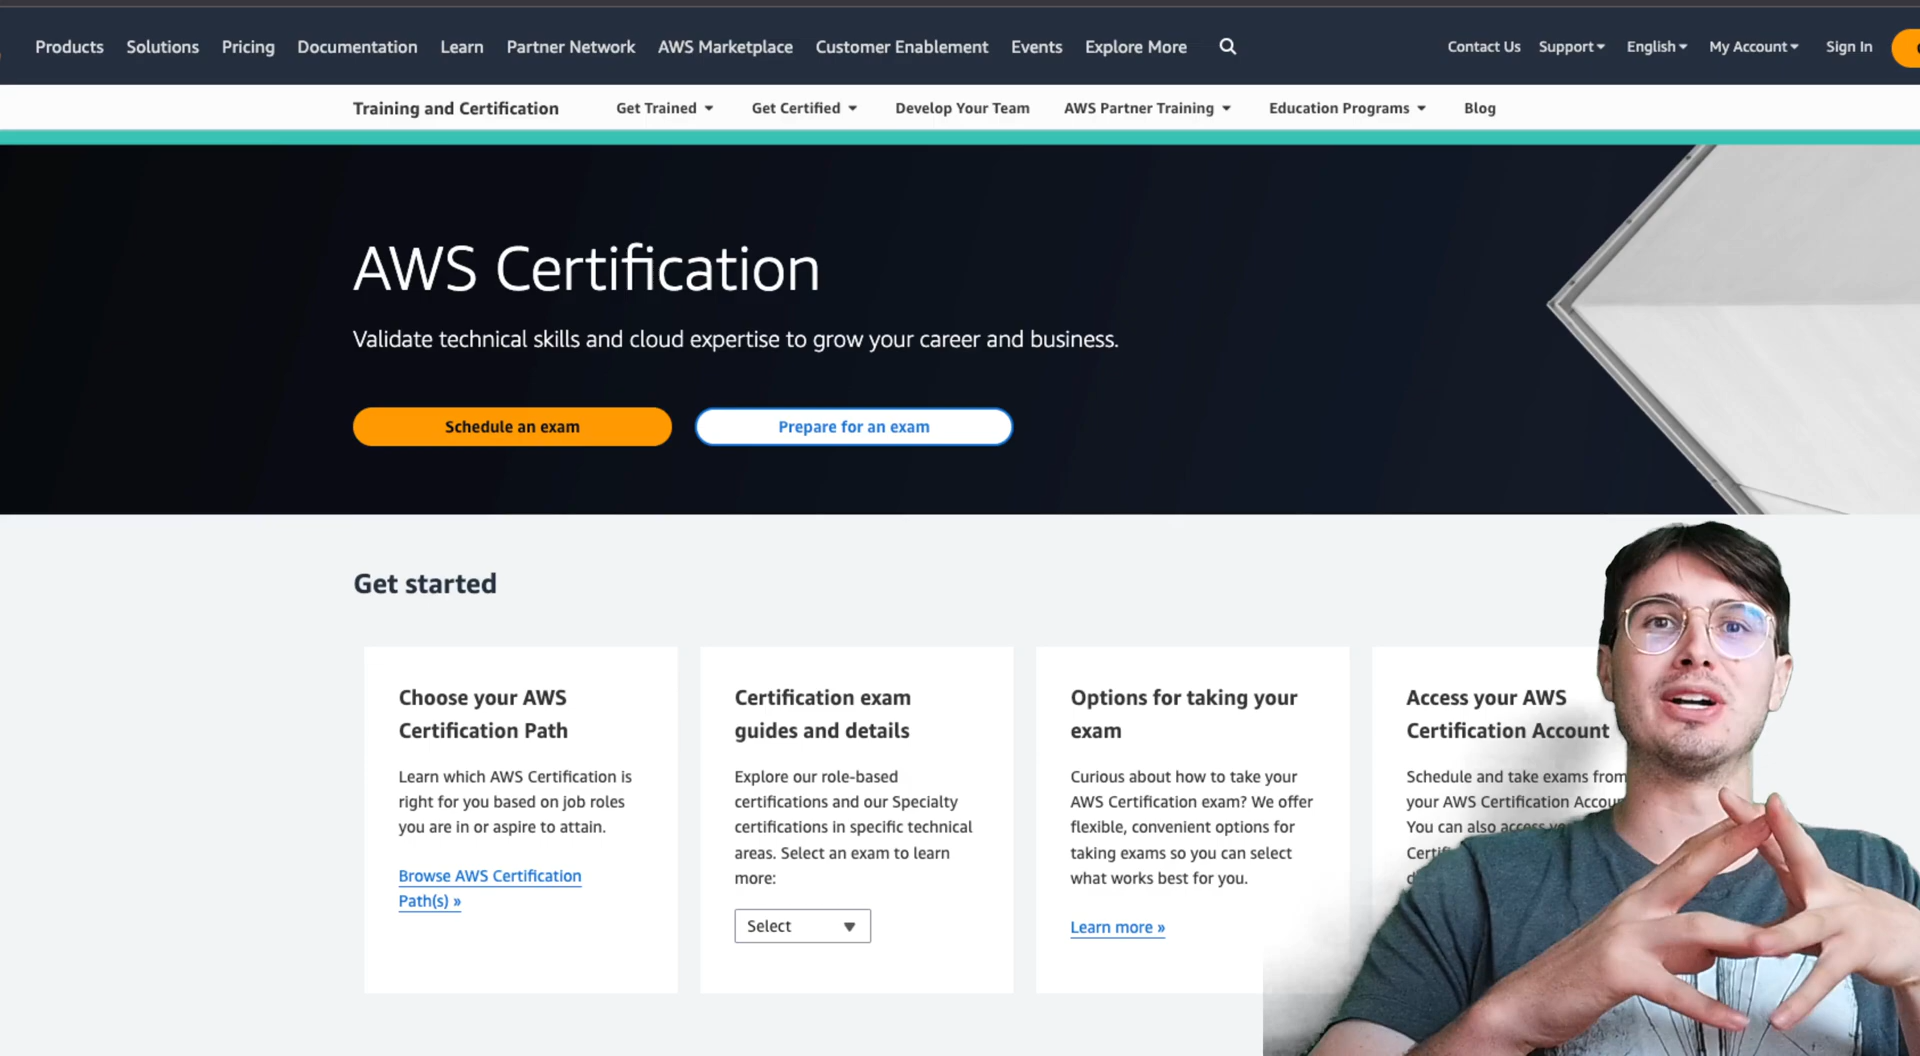 Products Solutions Pricing Documentation Learn Partner Network AWS Marketplace Customer Enablement Events Explore More Contact Us Support English My Account Sign In
Training and Certification Get Trained Get Certified Develop Your Team AWS Partner Training Education Programs Blog
AWS Certification
Validate technical skills and cloud expertise to grow your career and business.
Schedule an exam Prepare for an exam
Get started
Choose your AWS
Certification Path
Learn which AWS Certification is
right for you based on job roles
you are in or aspire to attain.
Browse AWS Certification
Path(s) »
Certification exam
guides and details
Explore our role-based
certifications and our Specialty
certifications in specific technical
areas. Select an exam to learn
more:
Select
Options for taking your
exam
Curious about how to take your
AWS Certification exam? We offer
flexible, convenient options for
taking exams so you can select
what works best for you.
Learn more »
Access your AWS
Certification Account
Schedule and take exams from
your AWS Certification
You can also access